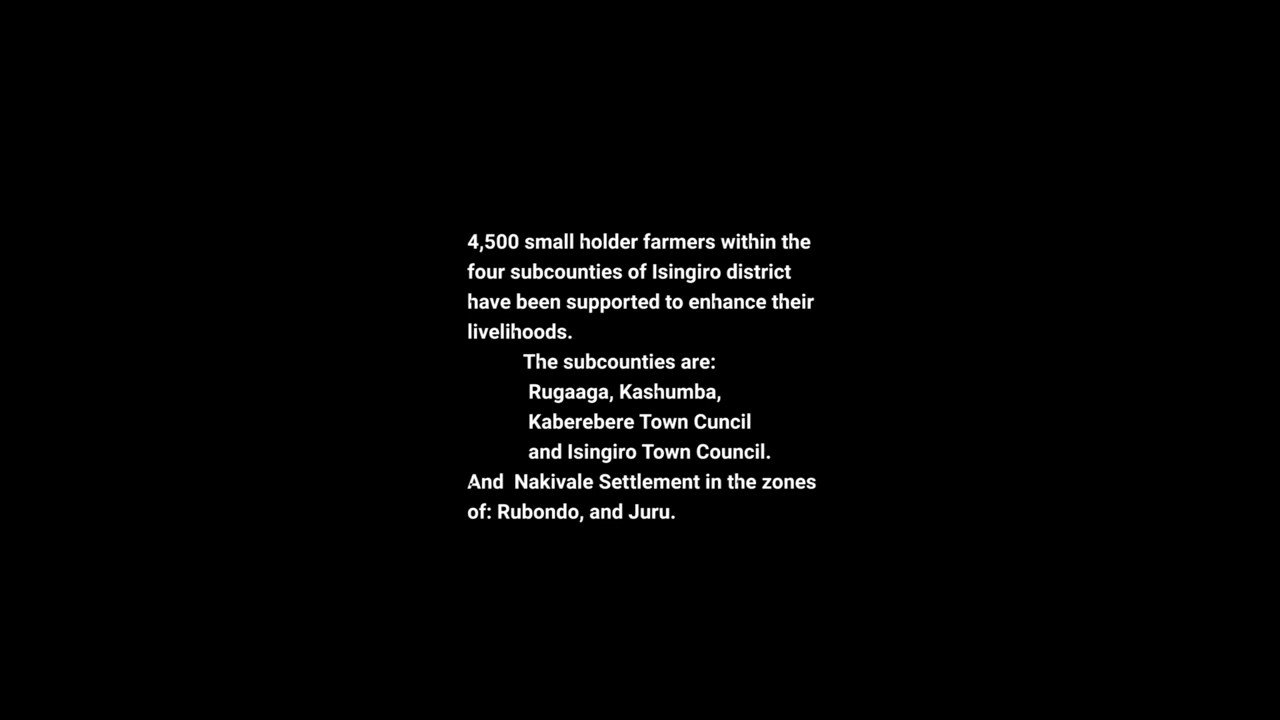 4,500 small holder farmers within the
four subcounties of Isingiro district
have been supported to enhance their
livelihoods.
The subcounties are:
Rugaaga, Kashumba,
Kaberebere Town Cuncil
and Isingiro Town Council.
And  Nakivale Settlement in the zones
of: Rubondo, and Juru.